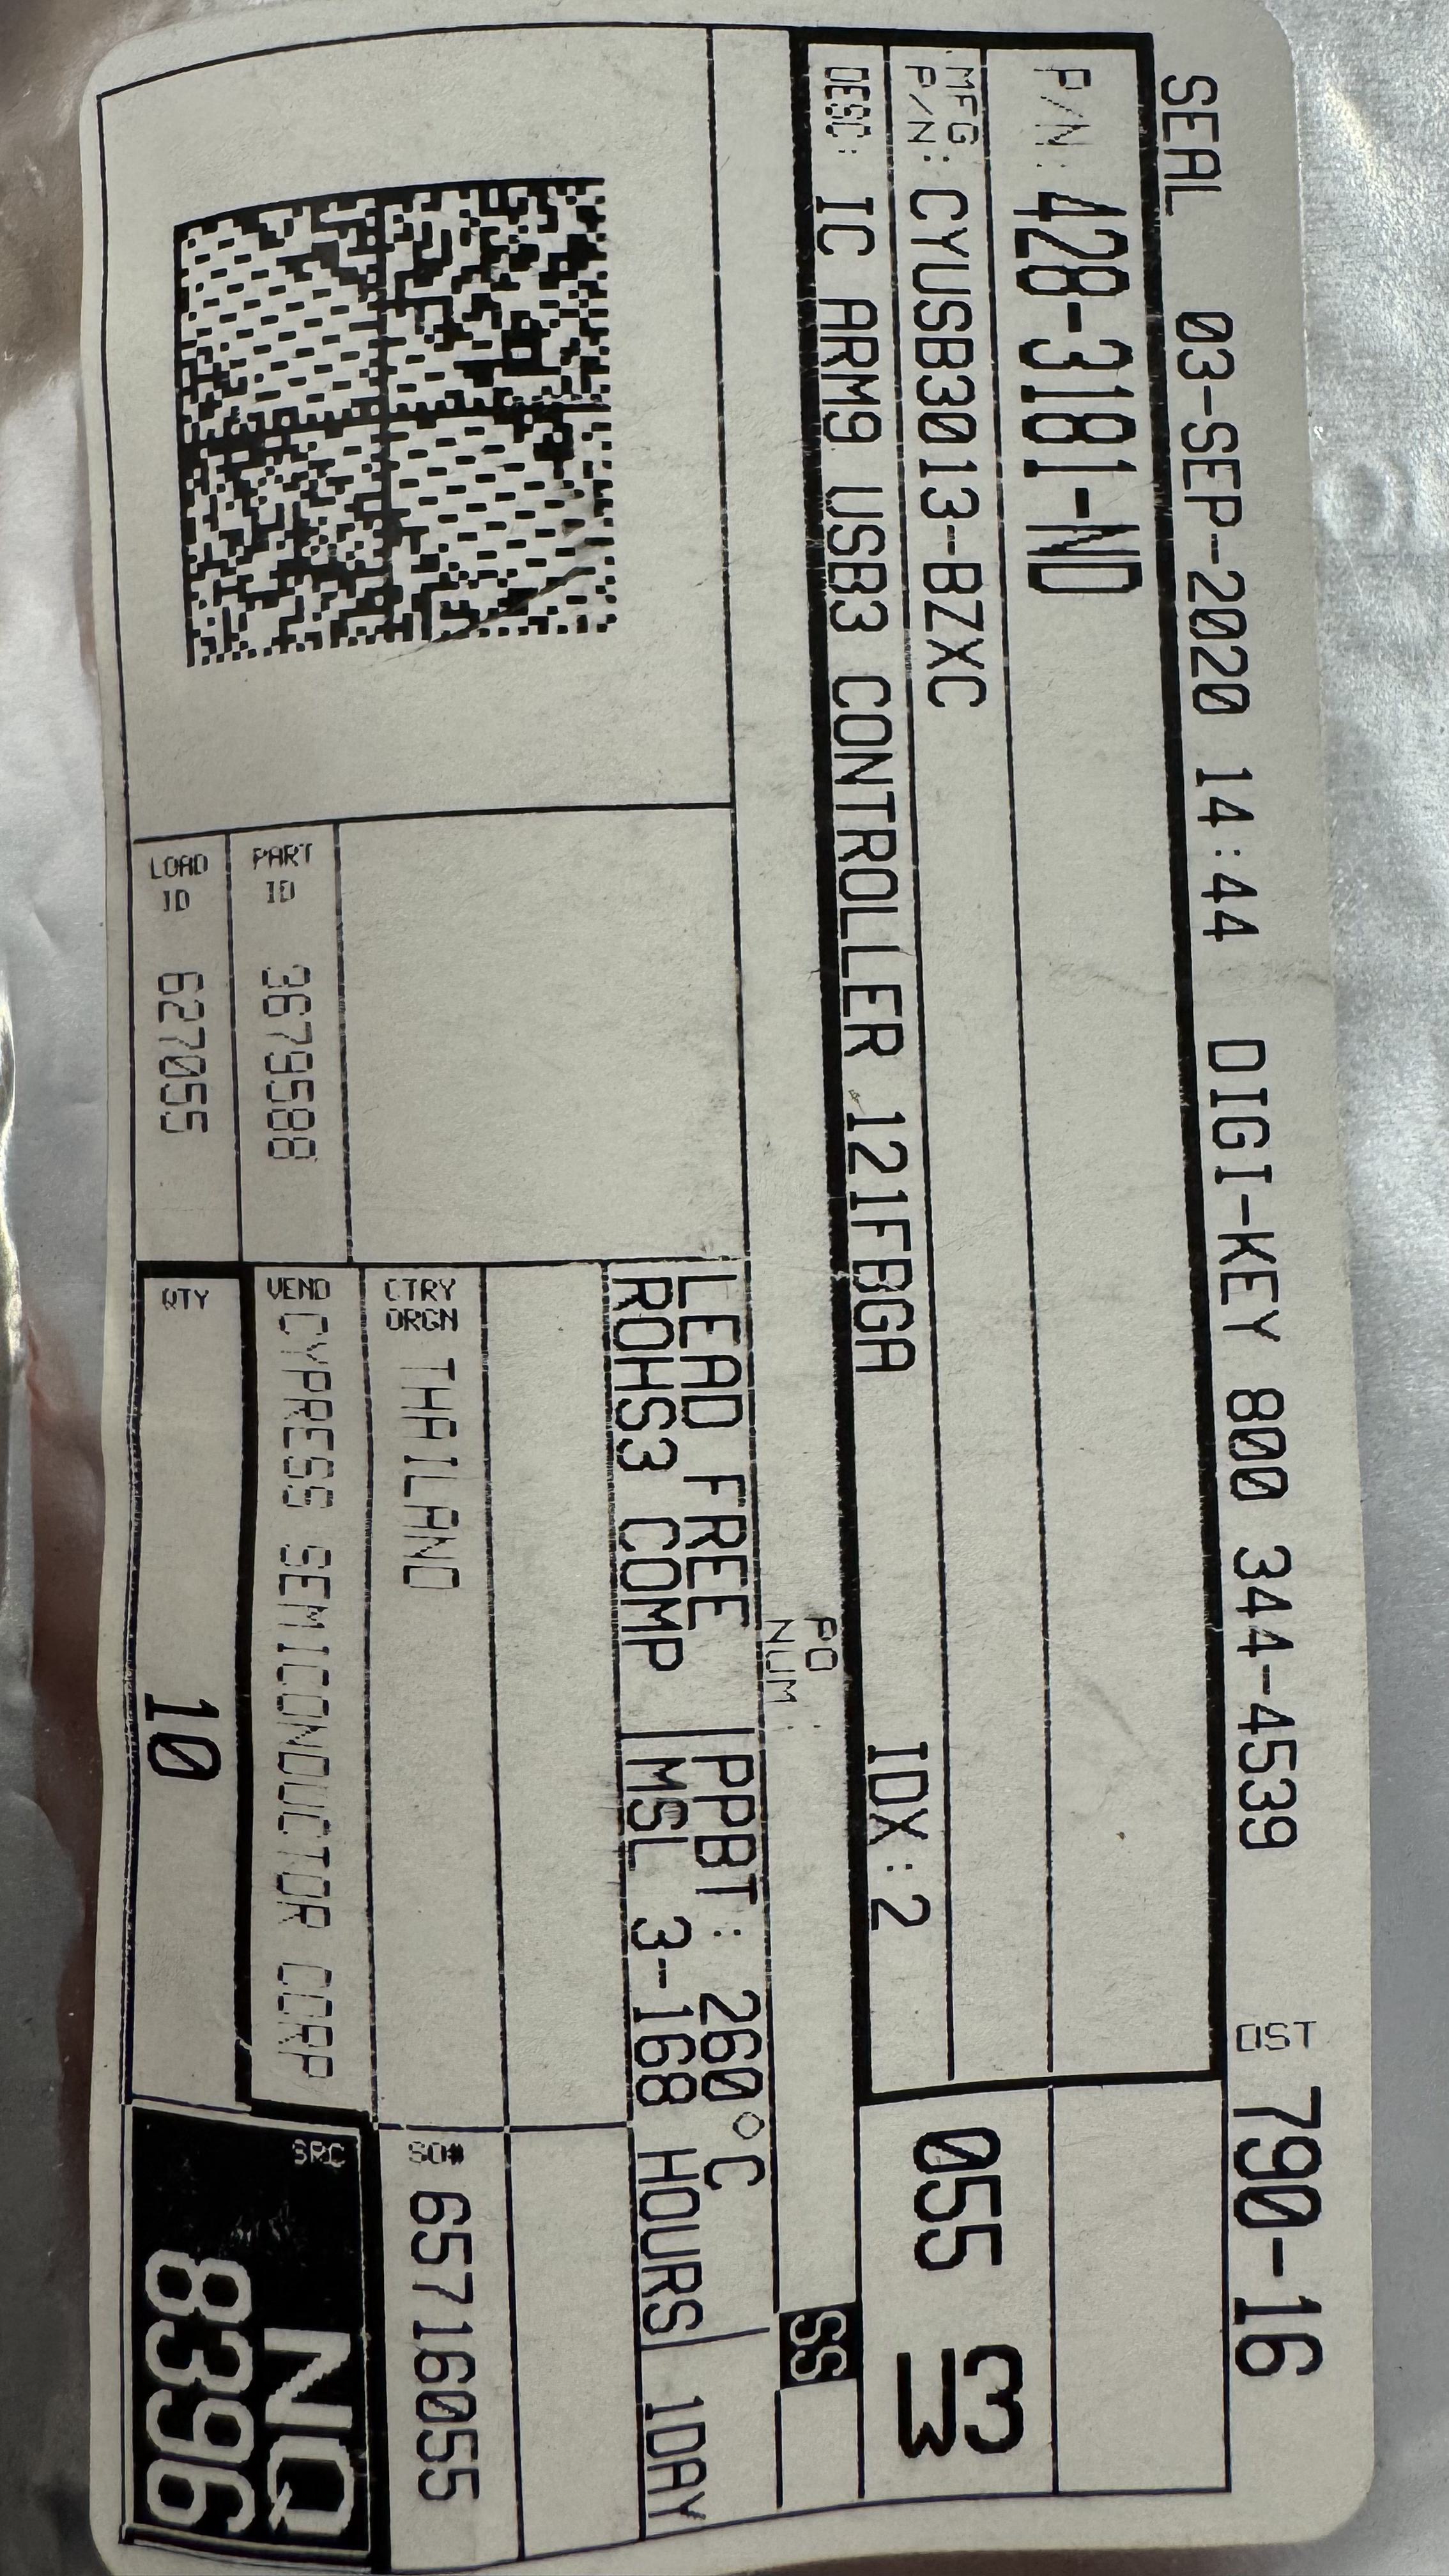 SEAL 03-SEP-2020 14:44 DIGI-KEY 800 344-4539 DST 790-16
P/N: 428-3181-ND
MFG P/N: CYUSB3013-BZXC
DESC: IC ARM9 USB3 CONTROLLER 121FBGA IDX:2
055
W3
PO NUM:
SS
LEAD FREE PPBT: 260°C
ROHS3 COMP MSL 3-168 HOURS 1DAY
CTRY ORGN THAILAND
SO# 65716055
PART ID 3679588
VEND CYPRESS SEMICONDUCTOR CORP
LOAD ID 627055
QTY 10
SRC NQ
8396